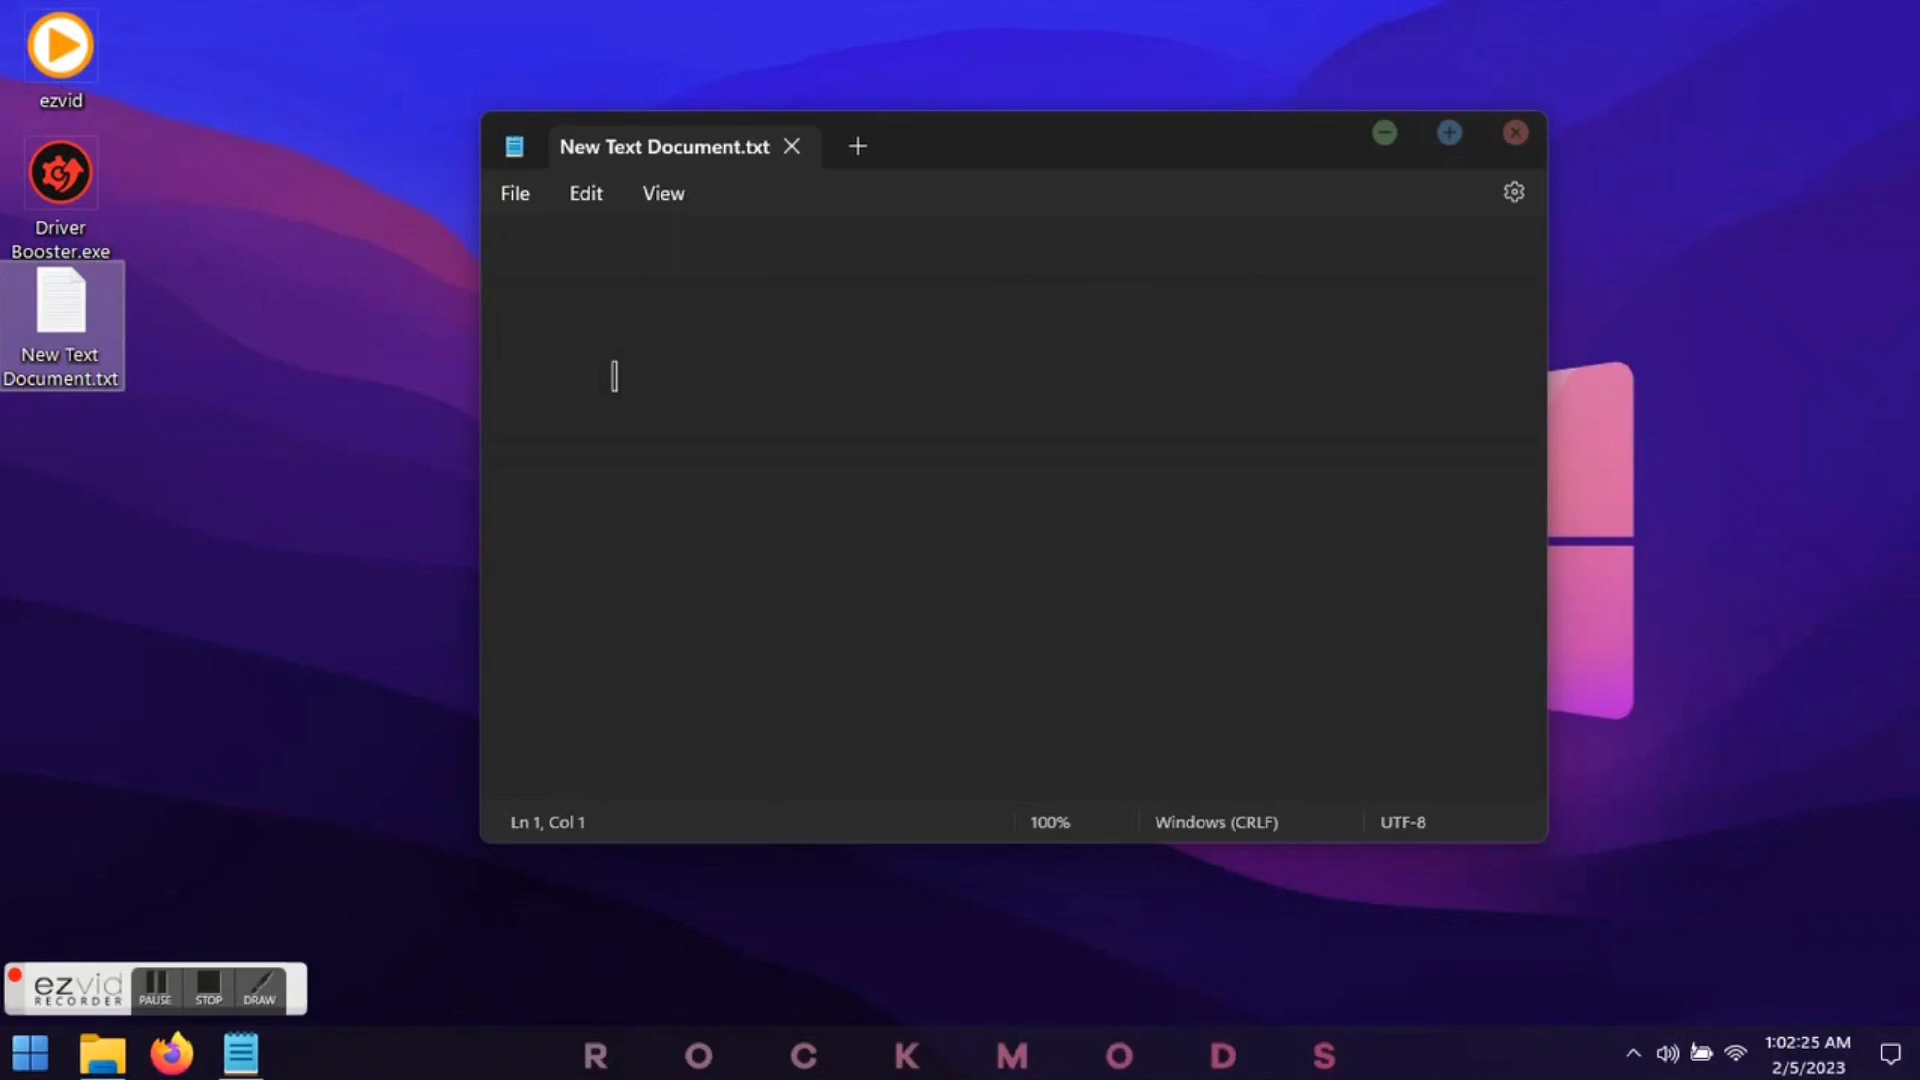 ezvid
Driver
Booster.exe
New Text
Document.txt
New Text Document.txt
File Edit View
Ln 1, Col 1 100% Windows (CRLF) UTF-8
ezvid
RECORDER
PAUSE STOP DRAW
R O C K M O D S
1:02:25 AM
2/5/2023